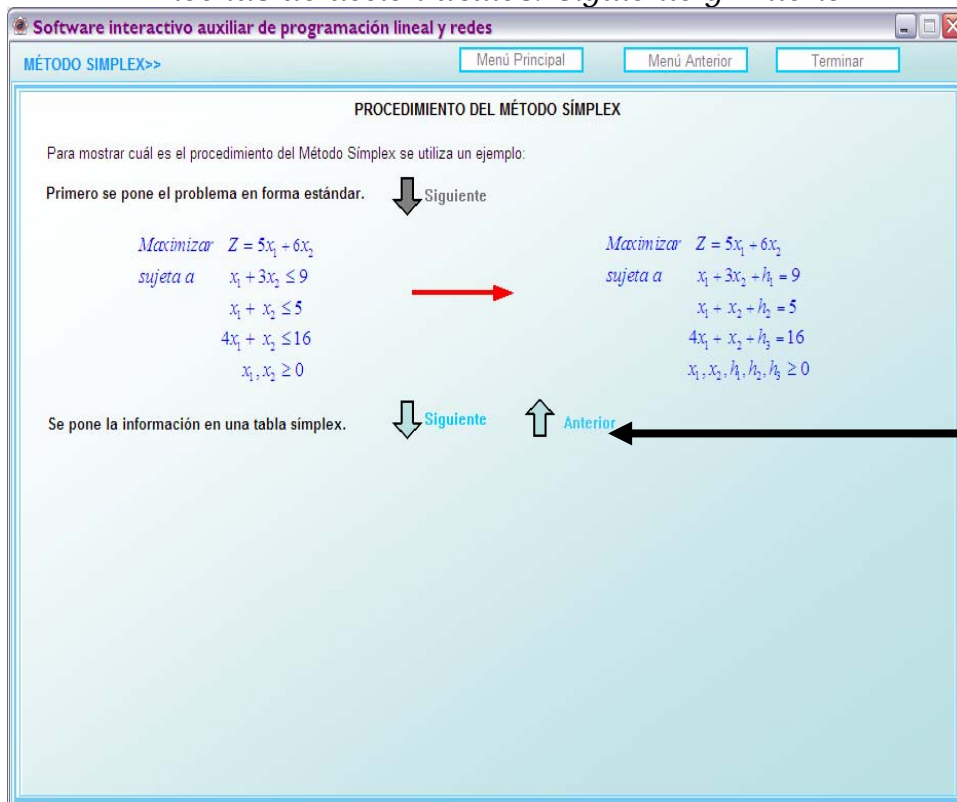 Software interactivo auxiliar de programación lineal y redes
MÉTODO SIMPLEX>> Menú Principal Menú Anterior Terminar
PROCEDIMIENTO DEL MÉTODO SÍMPLEX
Para mostrar cuál es el procedimiento del Método Símplex se utiliza un ejemplo:
Primero se pone el problema en forma estándar. Siguiente
Maximizar Z = 5x₁ + 6x₂ Maximizar Z = 5x₁ + 6x₂
sujeta a x₁ + 3x₂ ≤ 9 sujeta a x₁ + 3x₂ + h₁ = 9
x₁ + x₂ ≤ 5 x₁ + x₂ + h₂ = 5
4x₁ + x₂ ≤ 16 4x₁ + x₂ + h₃ = 16
x₁, x₂ ≥ 0 x₁, x₂, h₁, h₂, h₃ ≥ 0
Se pone la información en una tabla símplex. Siguiente Anterior